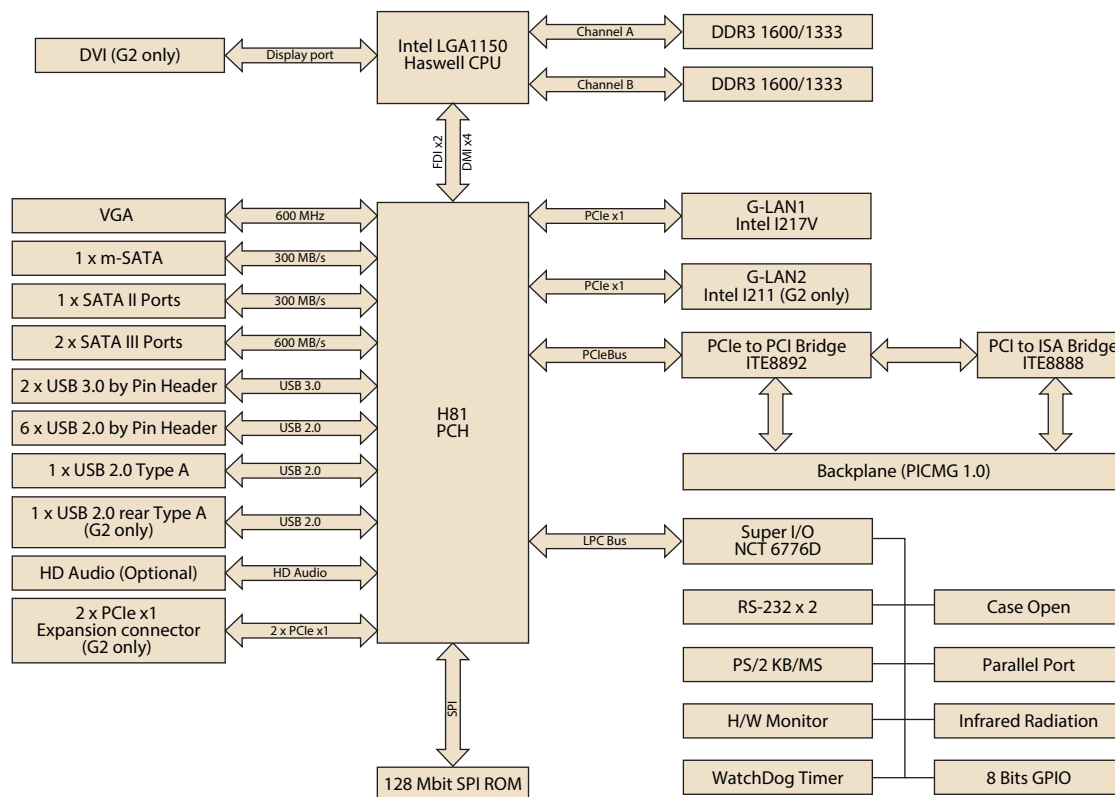 DVI (G2 only)
Display port
Intel LGA1150
Haswell CPU
Channel A
DDR3 1600/1333
Channel B
DDR3 1600/1333
FDI x2
DMI x4
VGA
600 MHz
1 x m-SATA
300 MB/s
1 x SATA II Ports
300 MB/s
2 x SATA III Ports
600 MB/s
2 x USB 3.0 by Pin Header
USB 3.0
6 x USB 2.0 by Pin Header
USB 2.0
1 x USB 2.0 Type A
USB 2.0
1 x USB 2.0 rear Type A
(G2 only)
USB 2.0
HD Audio (Optional)
HD Audio
2 x PCIe x1
Expansion connector
(G2 only)
2 x PCIe x1
H81
PCH
PCIe x1
G-LAN1
Intel I217V
PCIe x1
G-LAN2
Intel I211 (G2 only)
PCIeBus
PCIe to PCI Bridge
ITE8892
PCI to ISA Bridge
ITE8888
Backplane (PICMG 1.0)
LPC Bus
Super I/O
NCT 6776D
RS-232 x 2
Case Open
PS/2 KB/MS
Parallel Port
H/W Monitor
Infrared Radiation
WatchDog Timer
8 Bits GPIO
SPI
128 Mbit SPI ROM